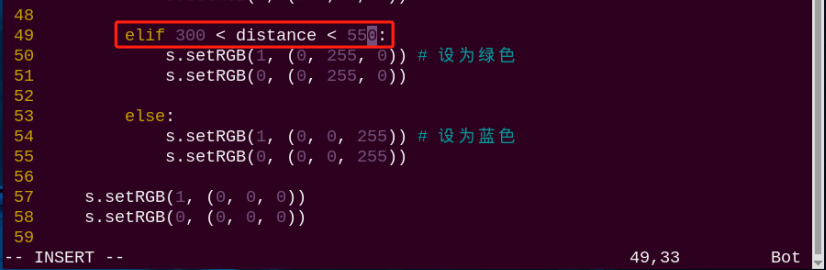 48
49         elif 300 < distance < 550:
50             s.setRGB(1, (0, 255, 0)) # 设为绿色
51             s.setRGB(0, (0, 255, 0))
52
53         else:
54             s.setRGB(1, (0, 0, 255)) # 设为蓝色
55             s.setRGB(0, (0, 0, 255))
56
57     s.setRGB(1, (0, 0, 0))
58     s.setRGB(0, (0, 0, 0))
59
-- INSERT -- 49,33 Bot